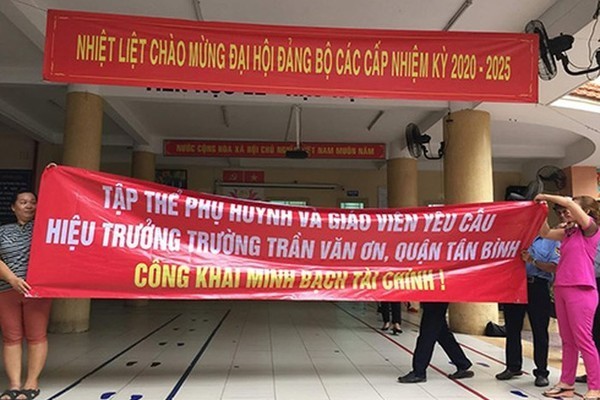 NHIỆT LIỆT CHÀO MỪNG ĐẠI HỘI ĐẢNG BỘ CÁC CẤP NHIỆM KỲ 2020 - 2025
NƯỚC CỘNG HÒA XÃ HỘI CHỦ NGHĨA VIỆT NAM MUÔN NĂM
TẬP THỂ PHỤ HUYNH VÀ GIÁO VIÊN YÊU CẦU
HIỆU TRƯỞNG TRƯỜNG TRẦN VĂN ƠN, QUẬN TÂN BÌNH
CÔNG KHAI MINH BẠCH TÀI CHÍNH !